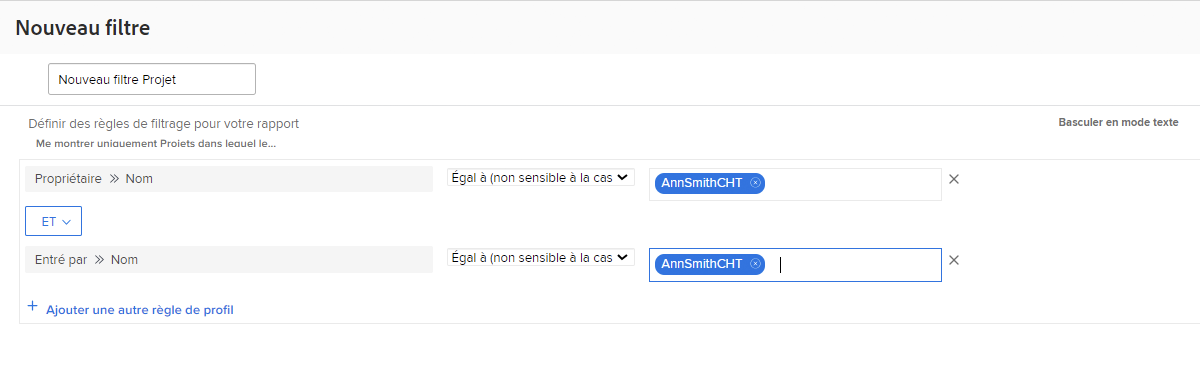 Nouveau filtre
Nouveau filtre Projet
Définir des règles de filtrage pour votre rapport
Basculer en mode texte
Me montrer uniquement Projets dans lequel le...
Propriétaire » Nom Égal à (non sensible à la cas AnnSmithCHT
ET
Entré par » Nom Égal à (non sensible à la cas AnnSmithCHT
+ Ajouter une autre règle de profil